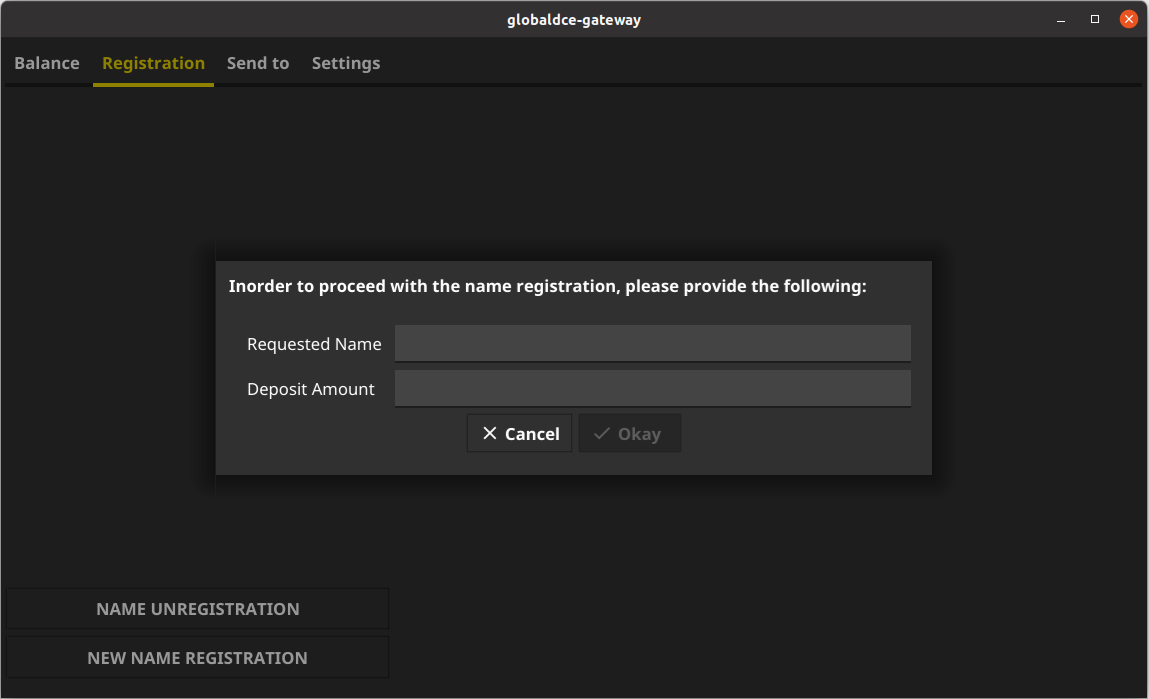 globaldce-gateway
Balance Registration Send to Settings
Inorder to proceed with the name registration, please provide the following:
Requested Name
Deposit Amount
Cancel Okay
NAME UNREGISTRATION
NEW NAME REGISTRATION